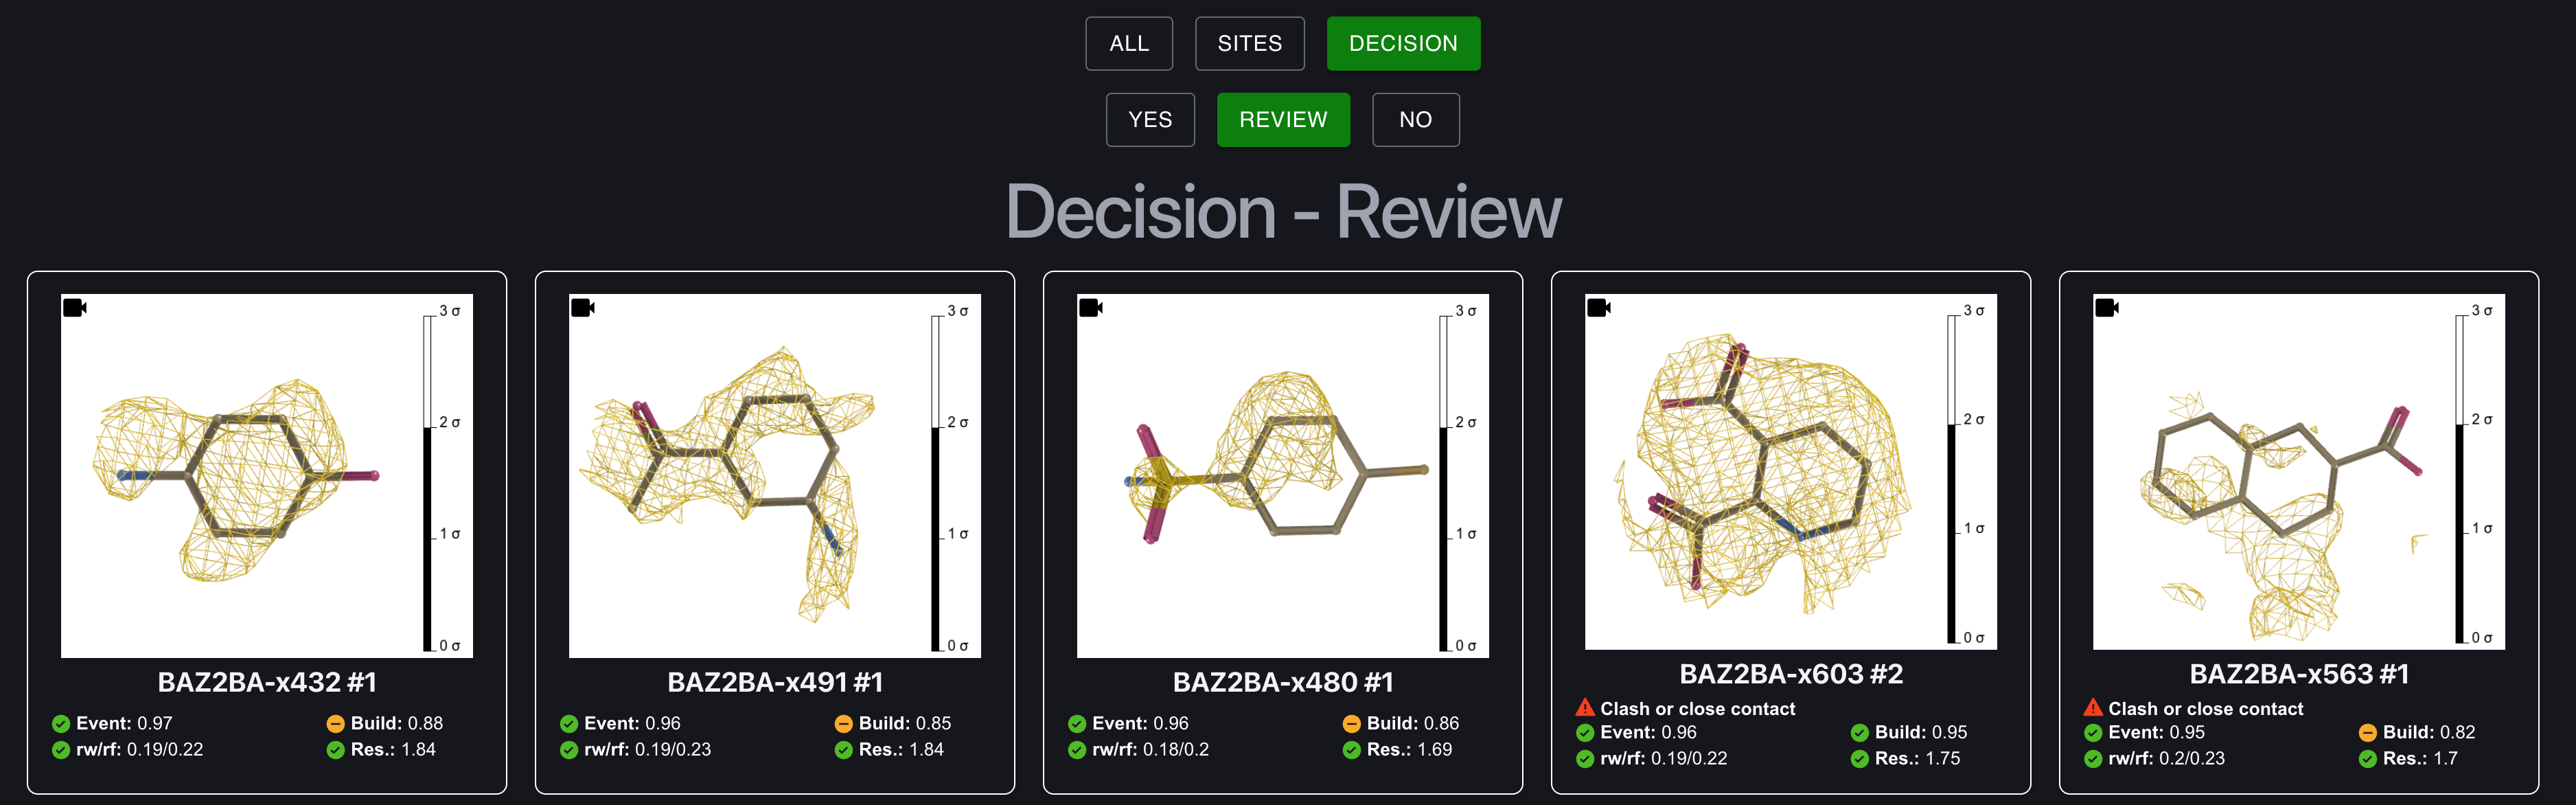 ALL SITES DECISION
YES REVIEW NO
Decision - Review
3 σ
2 σ
1 σ
0 σ
BAZ2BA-x432 #1
Event: 0.97 Build: 0.88
rw/rf: 0.19/0.22 Res.: 1.84
3 σ
2 σ
1 σ
0 σ
BAZ2BA-x491 #1
Event: 0.96 Build: 0.85
rw/rf: 0.19/0.23 Res.: 1.84
3 σ
2 σ
1 σ
0 σ
BAZ2BA-x480 #1
Event: 0.96 Build: 0.86
rw/rf: 0.18/0.2 Res.: 1.69
3 σ
2 σ
1 σ
0 σ
BAZ2BA-x603 #2
Clash or close contact
Event: 0.96 Build: 0.95
rw/rf: 0.19/0.22 Res.: 1.75
3 σ
2 σ
1 σ
0 σ
BAZ2BA-x563 #1
Clash or close contact
Event: 0.95 Build: 0.82
rw/rf: 0.2/0.23 Res.: 1.7